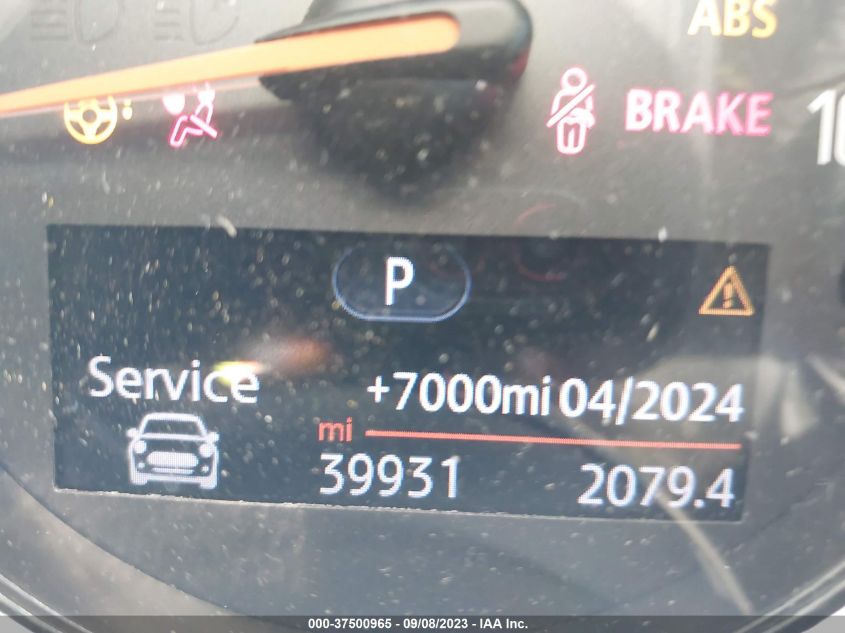 ABS
BRAKE
P
Service
+7000mi 04/2024
mi
39931 2079.4
000-37500965 - 09/08/2023 - IAA Inc.